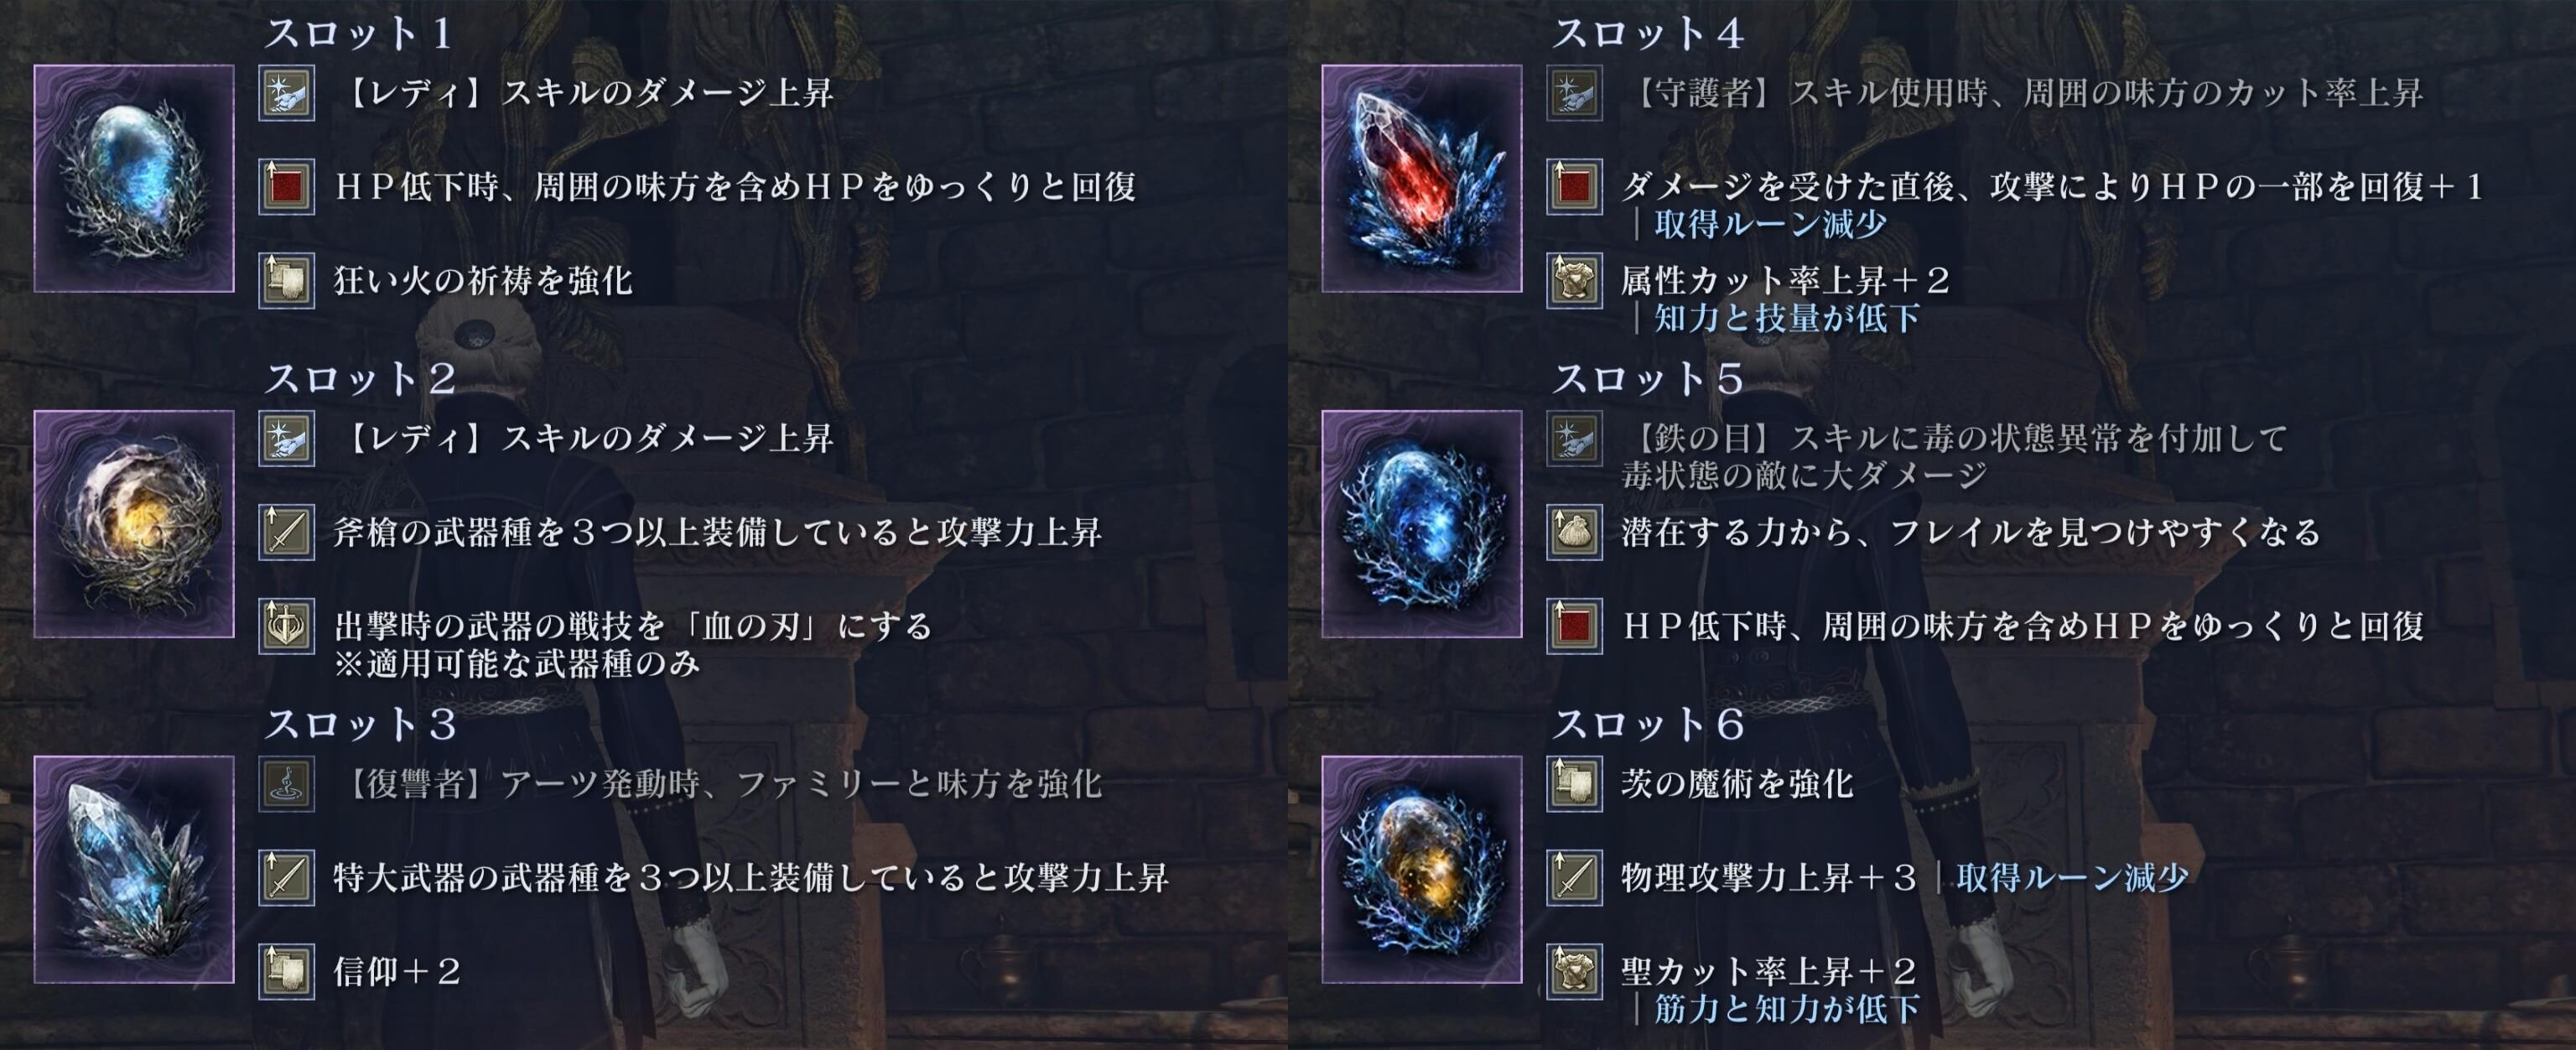 スロット１
【レディ】スキルのダメージ上昇
ＨＰ低下時、周囲の味方を含めＨＰをゆっくりと回復
狂い火の祈祷を強化
スロット２
【レディ】スキルのダメージ上昇
斧槍の武器種を３つ以上装備していると攻撃力上昇
出撃時の武器の戦技を「血の刃」にする
※適用可能な武器種のみ
スロット３
【復讐者】アーツ発動時、ファミリーと味方を強化
特大武器の武器種を３つ以上装備していると攻撃力上昇
信仰＋２
スロット４
【守護者】スキル使用時、周囲の味方のカット率上昇
ダメージを受けた直後、攻撃によりＨＰの一部を回復＋１
｜取得ルーン減少
属性カット率上昇＋２
｜知力と技量が低下
スロット５
【鉄の目】スキルに毒の状態異常を付加して
毒状態の敵に大ダメージ
潜在する力から、フレイルを見つけやすくなる
ＨＰ低下時、周囲の味方を含めＨＰをゆっくりと回復
スロット６
茨の魔術を強化
物理攻撃力上昇＋３｜取得ルーン減少
聖カット率上昇＋２
｜筋力と知力が低下